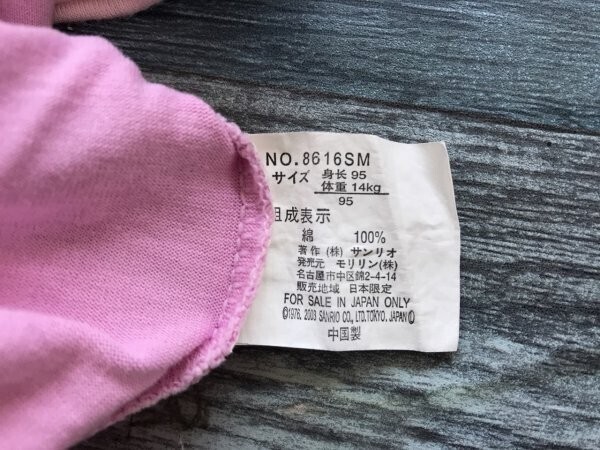 NO.8616SM
サイズ 身长 95
体重 14kg
95
組成表示
綿 100%
著作 (株) サンリオ
発売元 モリリン(株)
名古屋市中区錦2-4-14
販売地域 日本限定
FOR SALE IN JAPAN ONLY
©1976, 2003 SANRIO CO., LTD.TOKYO, JAPAN Ⓛ
中国製